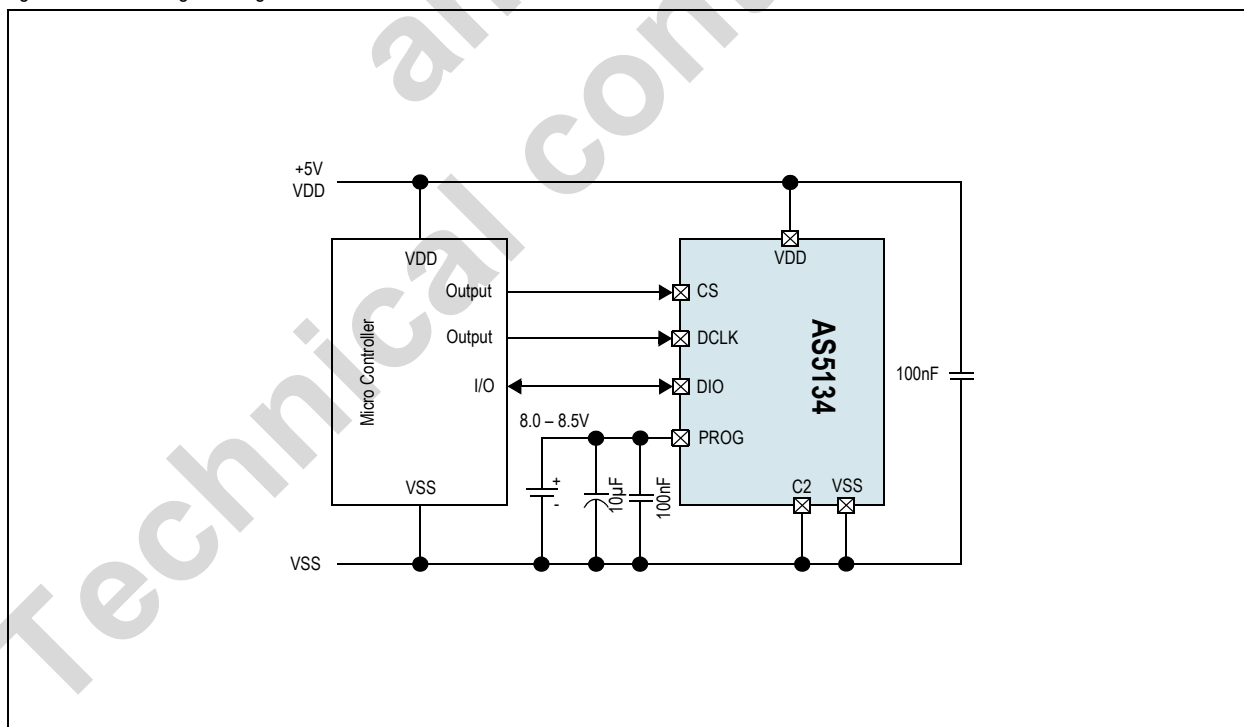 +5V
VDD
VDD
VDD
Output
CS
Output
DCLK
Micro Controller
AS5134
I/O
DIO
100nF
8.0 – 8.5V
PROG
+
-
10µF
100nF
VSS
C2
VSS
VSS
Technical